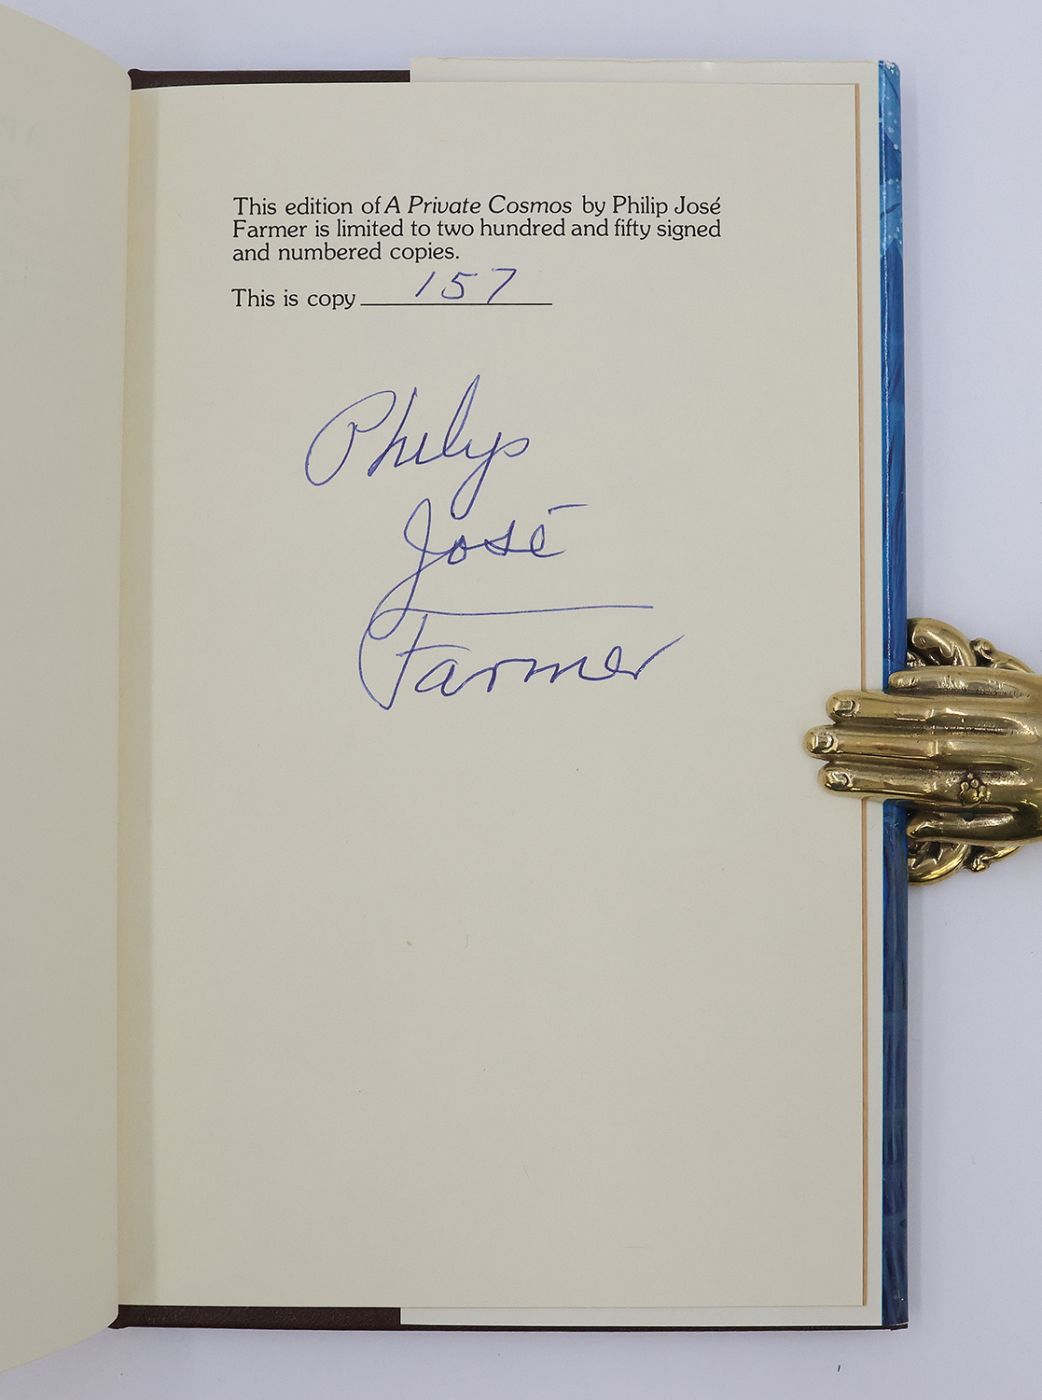 This edition of A Private Cosmos by Philip José
Farmer is limited to two hundred and fifty signed
and numbered copies.
This is copy 157
Philip
José
Farmer